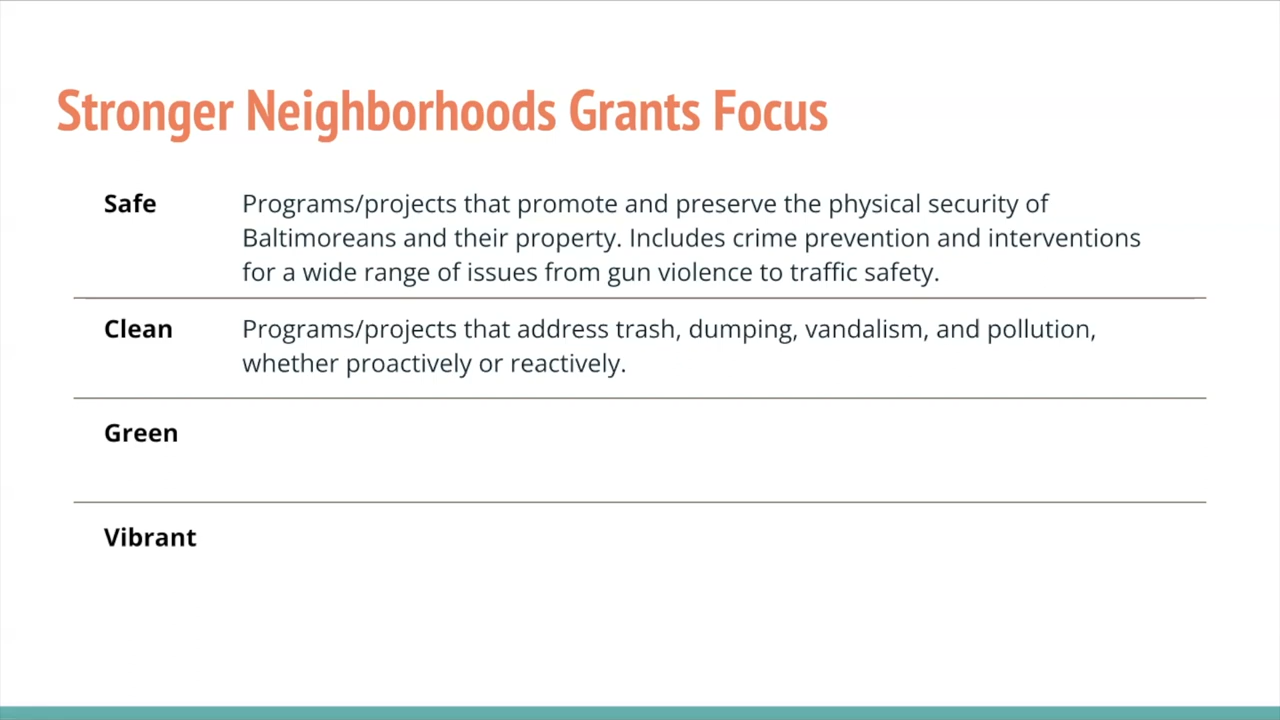 Stronger Neighborhoods Grants Focus
Safe
Programs/projects that promote and preserve the physical security of
Baltimoreans and their property. Includes crime prevention and interventions
for a wide range of issues from gun violence to traffic safety.
Clean
Programs/projects that address trash, dumping, vandalism, and pollution,
whether proactively or reactively.
Green
Vibrant